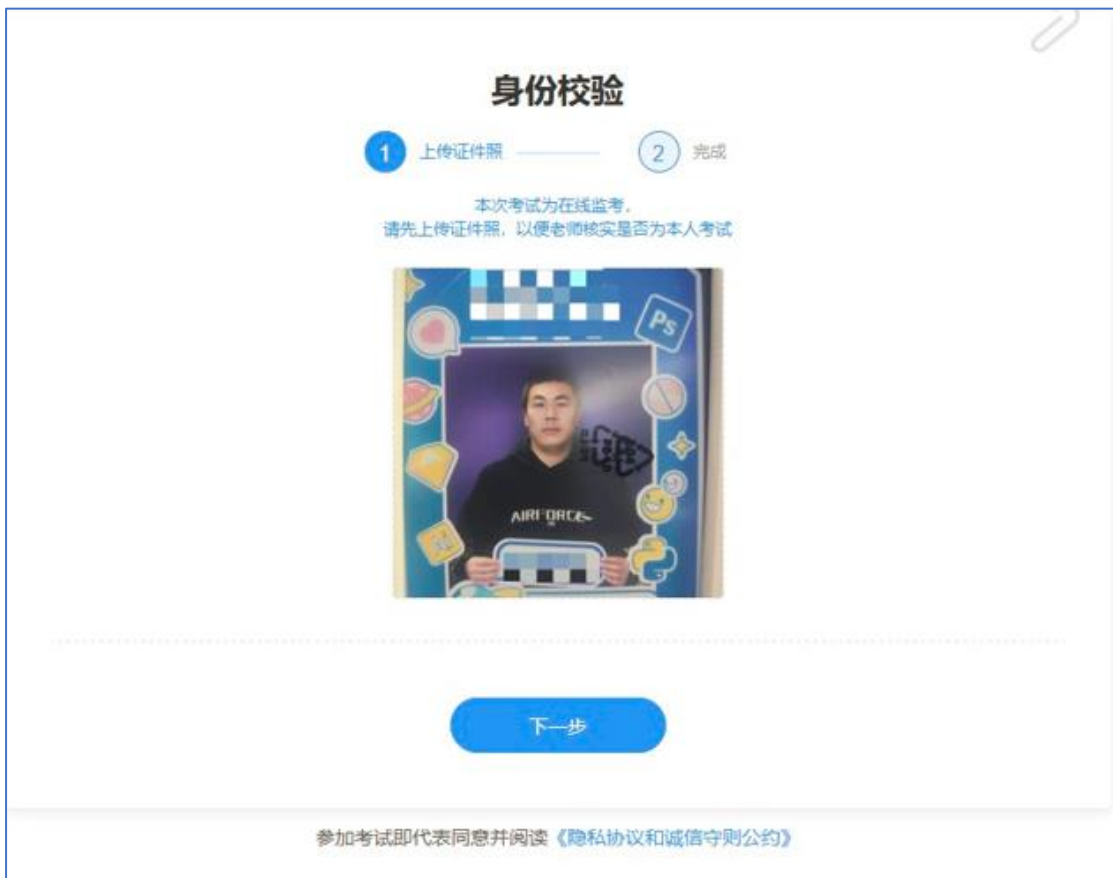 身份校验
1 上传证件照
2 完成
本次考试为在线监考,
请先上传证件照, 以便老师核实是否为本人考试
Ps
AIRFORCE
下一步
参加考试即代表同意并阅读《隐私协议和诚信守则公约》